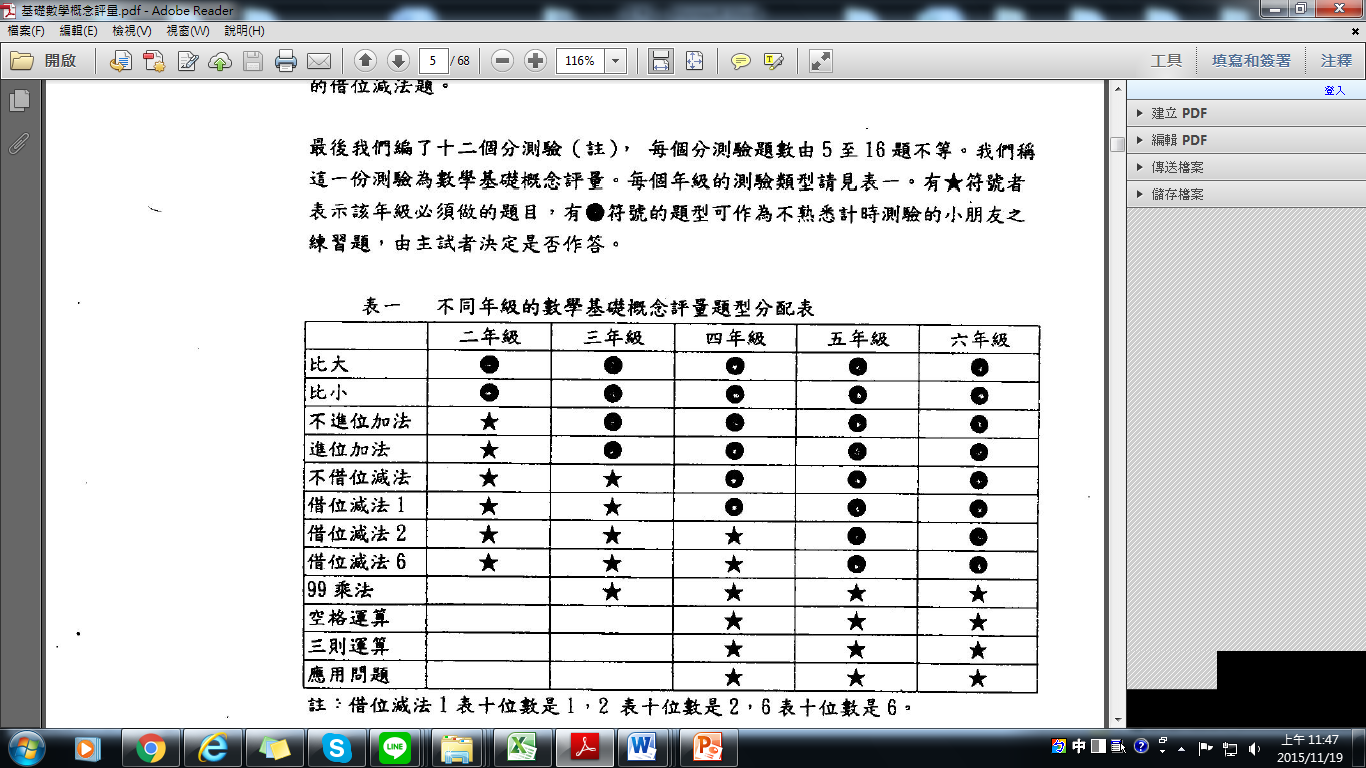 基礎數學概念評量.pdf - Adobe Reader
檔案(F) 編輯(E) 檢視(V) 視窗(W) 說明(H)
開啟 5 / 68 116% 工具 填寫和簽署 注釋
登入
建立 PDF
編輯 PDF
傳送檔案
儲存檔案
的借位減法題。
最後我們編了十二個分測驗(註), 每個分測驗題數由5至16題不等。我們稱
這一份測驗為數學基礎概念評量。每個年級的測驗類型請見表一。有★符號者
表示該年級必須做的題目,有●符號的題型可作為不熟悉計時測驗的小朋友之
練習題,由主試者決定是否作答。
表一 不同年級的數學基礎概念評量題型分配表
二年級 三年級 四年級 五年級 六年級
比大 ● ● ● ● ●
比小 ● ● ● ● ●
不進位加法 ★ ● ● ● ●
進位加法 ★ ● ● ● ●
不借位減法 ★ ★ ● ● ●
借位減法1 ★ ★ ● ● ●
借位減法2 ★ ★ ★ ● ●
借位減法6 ★ ★ ★ ● ●
99乘法 ★ ★ ★ ★
空格運算 ★ ★ ★
三則運算 ★ ★ ★
應用問題 ★ ★ ★
註:借位減法1表十位數是1,2 表十位數是2,6表十位數是6。
LINE
中
上午 11:47
2015/11/19